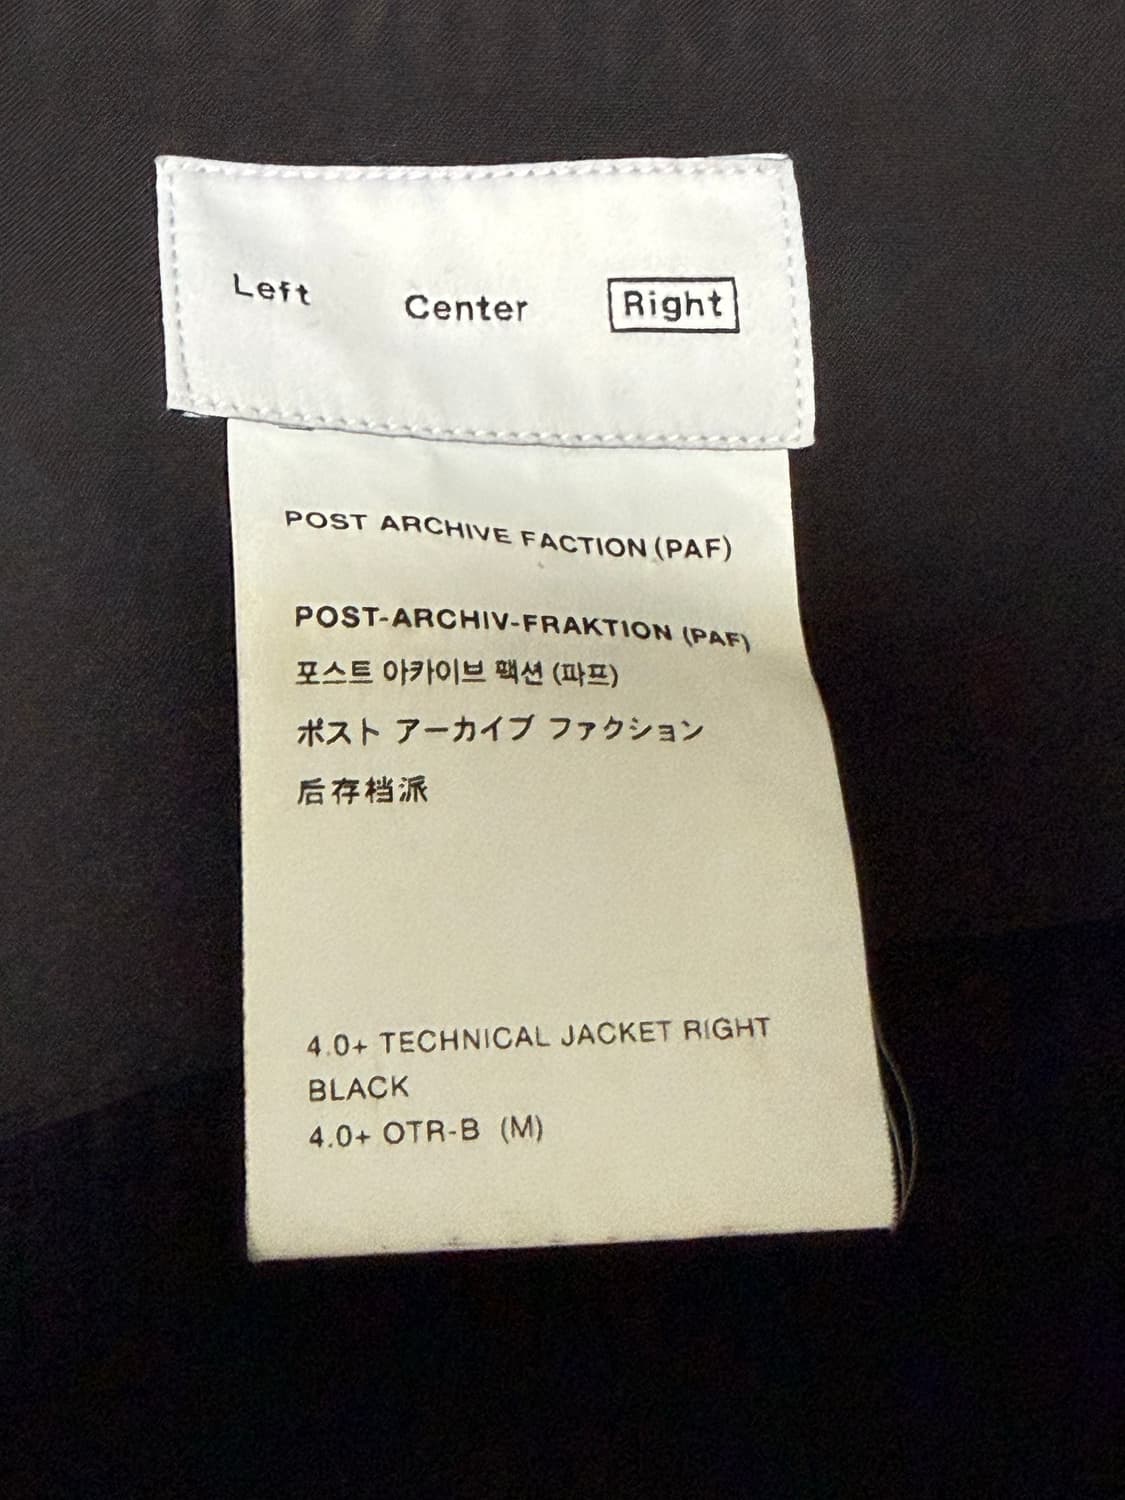 Left Center Right
POST ARCHIVE FACTION (PAF)
POST-ARCHIV-FRAKTION (PAF)
포스트 아카이브 팩션 (파프)
ポスト アーカイブ ファクション
后存档派
4.0+ TECHNICAL JACKET RIGHT
BLACK
4.0+ OTR-B (M)